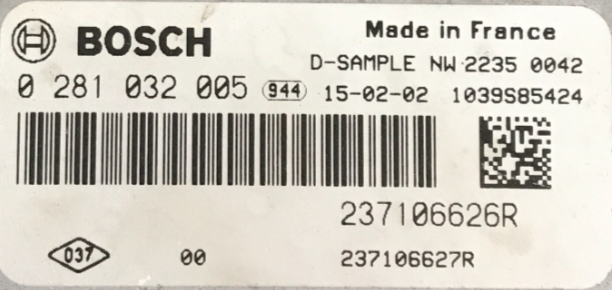 BOSCH
Made in France
D-SAMPLE NW 2235 0042
0 281 032 005 944 15-02-02 1039S85424
237106626R
037 00 237106627R